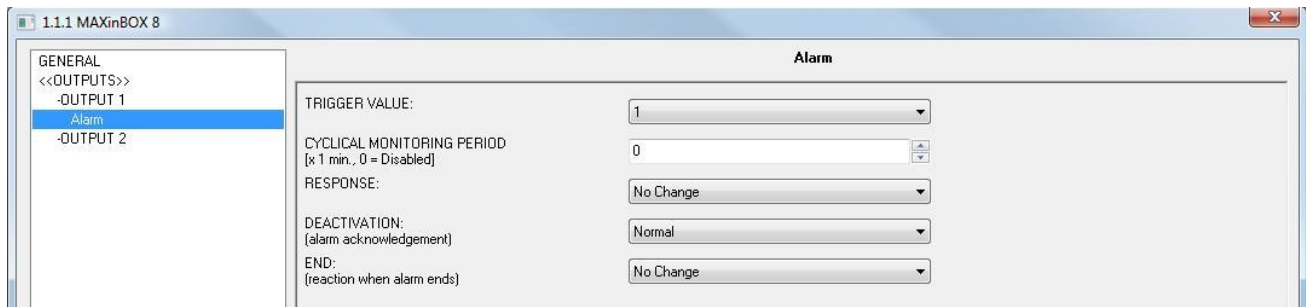 1.1.1 MAXinBOX 8
GENERAL
<<OUTPUTS>>
-OUTPUT 1
Alarm
-OUTPUT 2
Alarm
TRIGGER VALUE:
1
CYCLICAL MONITORING PERIOD
[x 1 min., 0 = Disabled]
0
RESPONSE:
No Change
DEACTIVATION:
(alarm acknowledgement)
Normal
END:
(reaction when alarm ends)
No Change